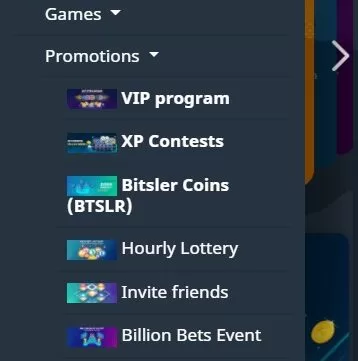 Games
Promotions
VIP program
XP Contests
Bitsler Coins
(BTSLR)
Hourly Lottery
Invite friends
Billion Bets Event